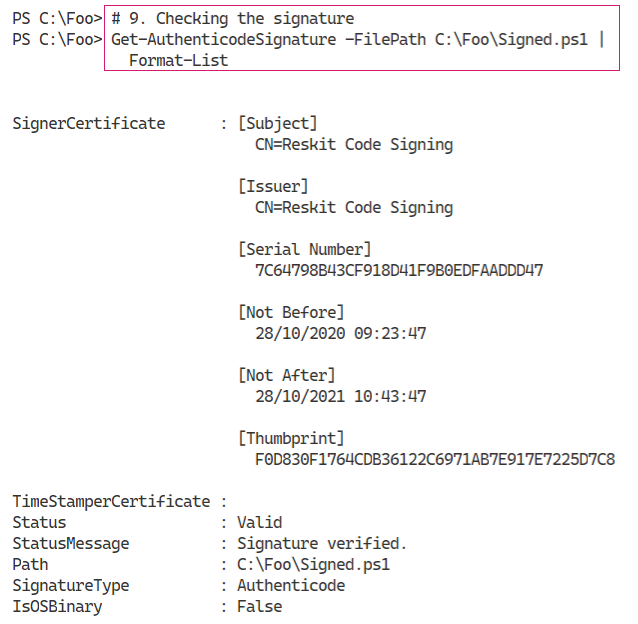 PS C:\Foo> # 9. Checking the signature
PS C:\Foo> Get-AuthenticodeSignature -FilePath C:\Foo\Signed.ps1 |
Format-List
SignerCertificate : [Subject]
CN=Reskit Code Signing
[Issuer]
CN=Reskit Code Signing
[Serial Number]
7C64798B43CF918D41F9B0EDFAADDD47
[Not Before]
28/10/2020 09:23:47
[Not After]
28/10/2021 10:43:47
[Thumbprint]
F0D830F1764CDB36122C6971AB7E917E7225D7C8
TimeStamperCertificate :
Status : Valid
StatusMessage : Signature verified.
Path : C:\Foo\Signed.ps1
SignatureType : Authenticode
IsOSBinary : False